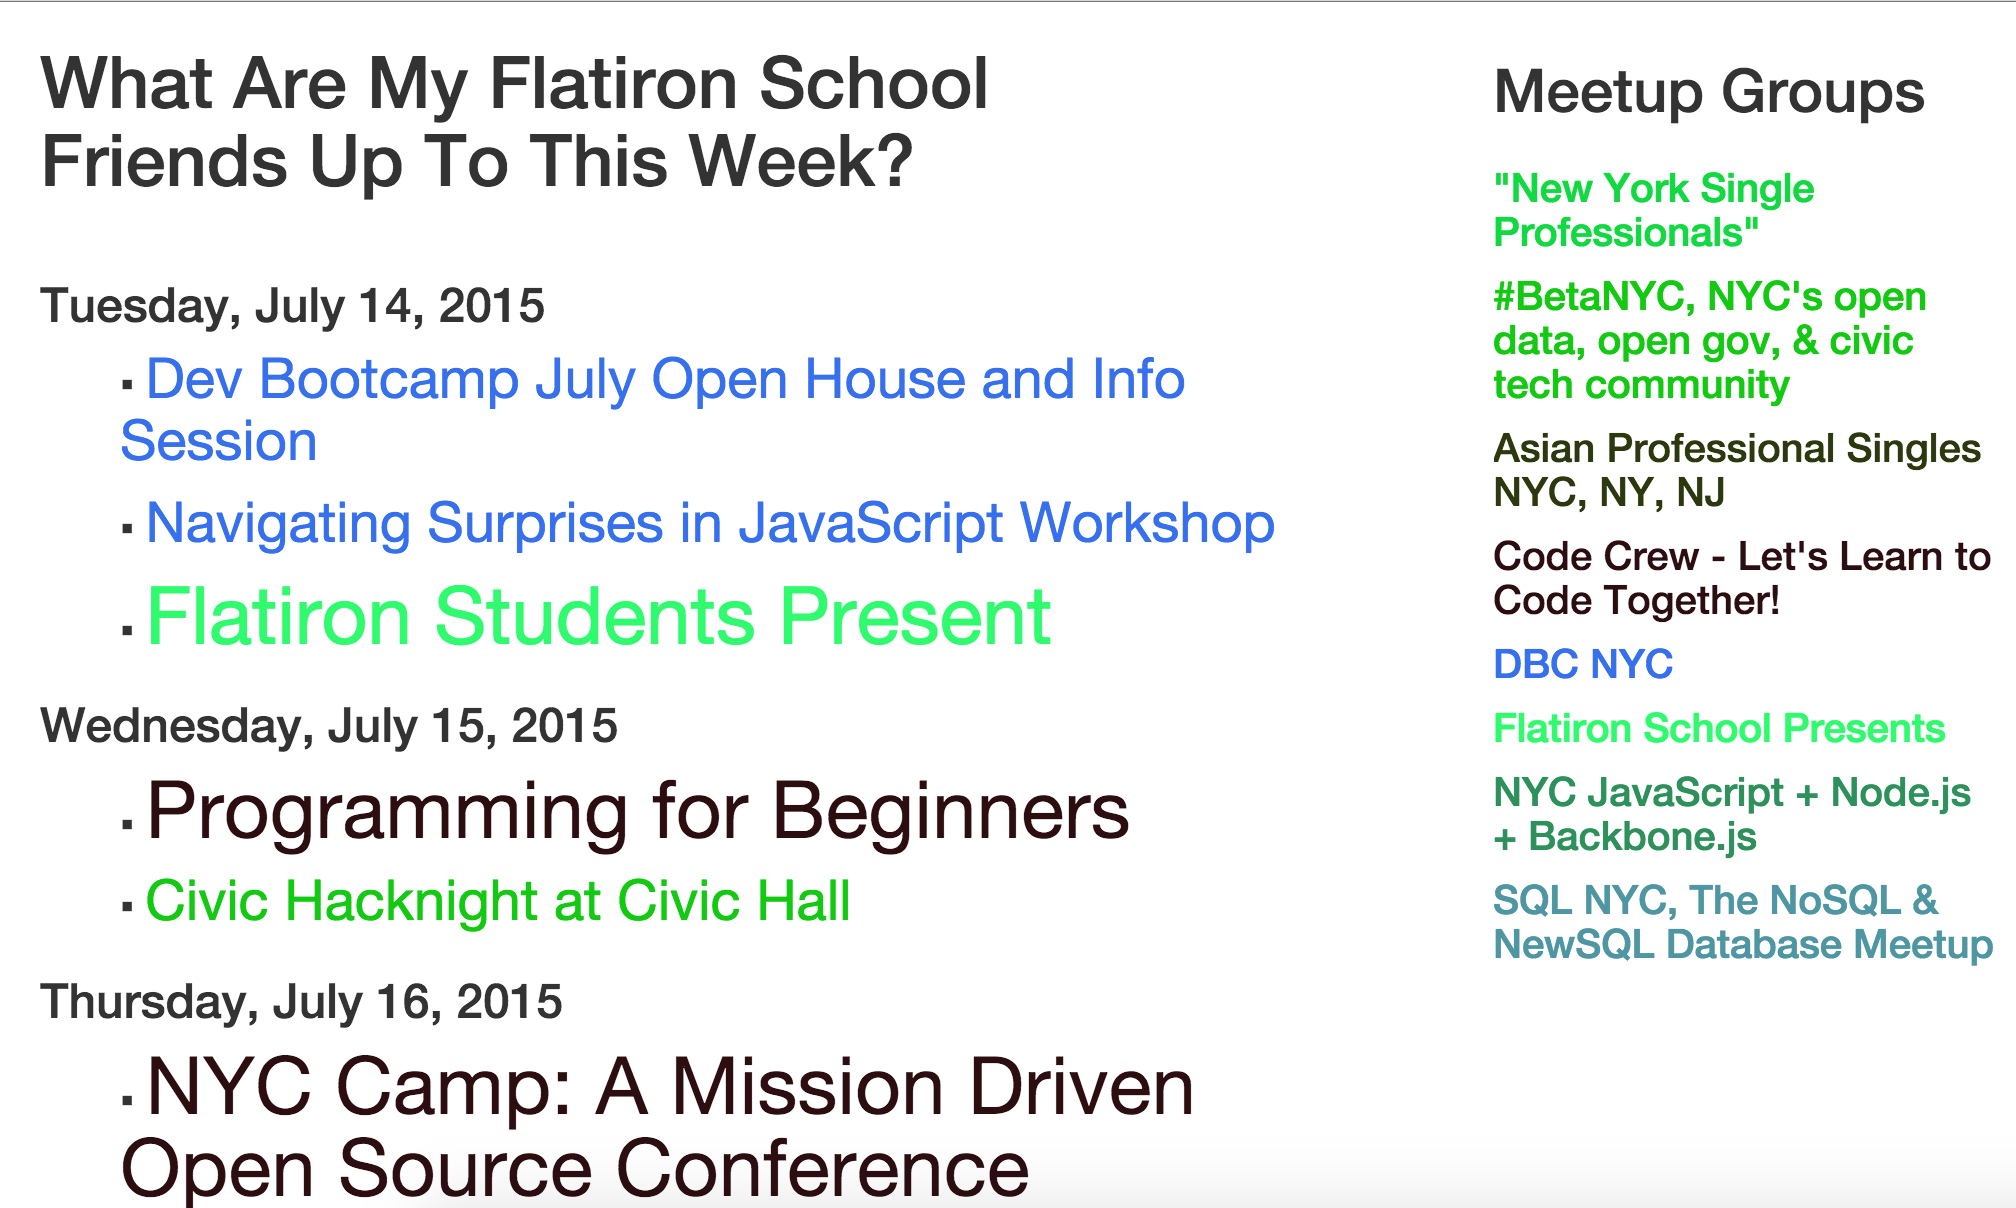 What Are My Flatiron School
Friends Up To This Week?
Tuesday, July 14, 2015
▪ Dev Bootcamp July Open House and Info
Session
▪ Navigating Surprises in JavaScript Workshop
▪ Flatiron Students Present
Wednesday, July 15, 2015
▪ Programming for Beginners
▪ Civic Hacknight at Civic Hall
Thursday, July 16, 2015
▪ NYC Camp: A Mission Driven
Open Source Conference
Meetup Groups
"New York Single
Professionals"
#BetaNYC, NYC's open
data, open gov, & civic
tech community
Asian Professional Singles
NYC, NY, NJ
Code Crew - Let's Learn to
Code Together!
DBC NYC
Flatiron School Presents
NYC JavaScript + Node.js
+ Backbone.js
SQL NYC, The NoSQL &
NewSQL Database Meetup